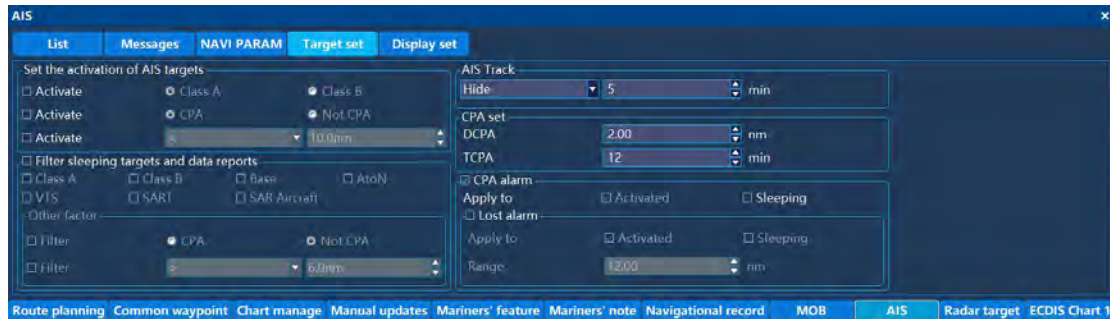 AIS
List Messages NAVI PARAM Target set Display set
Set the activation of AIS targets
Activate Class A Class B
Activate CPA Not CPA
Activate < 10.0nm
Filter sleeping targets and data reports
Class A Class B Base AtoN
VTS SART SAR Aircraft
Other factor
Filter CPA Not CPA
Filter > 6.0nm
AIS Track
Hide 5 min
CPA set
DCPA 2.00 nm
TCPA 12 min
CPA alarm
Apply to Activated Sleeping
Lost alarm
Apply to Activated Sleeping
Range 12.00 nm
Route planning Common waypoint Chart manage Manual updates Mariners' feature Mariners' note Navigational record MOB AIS Radar target ECDIS Chart 1